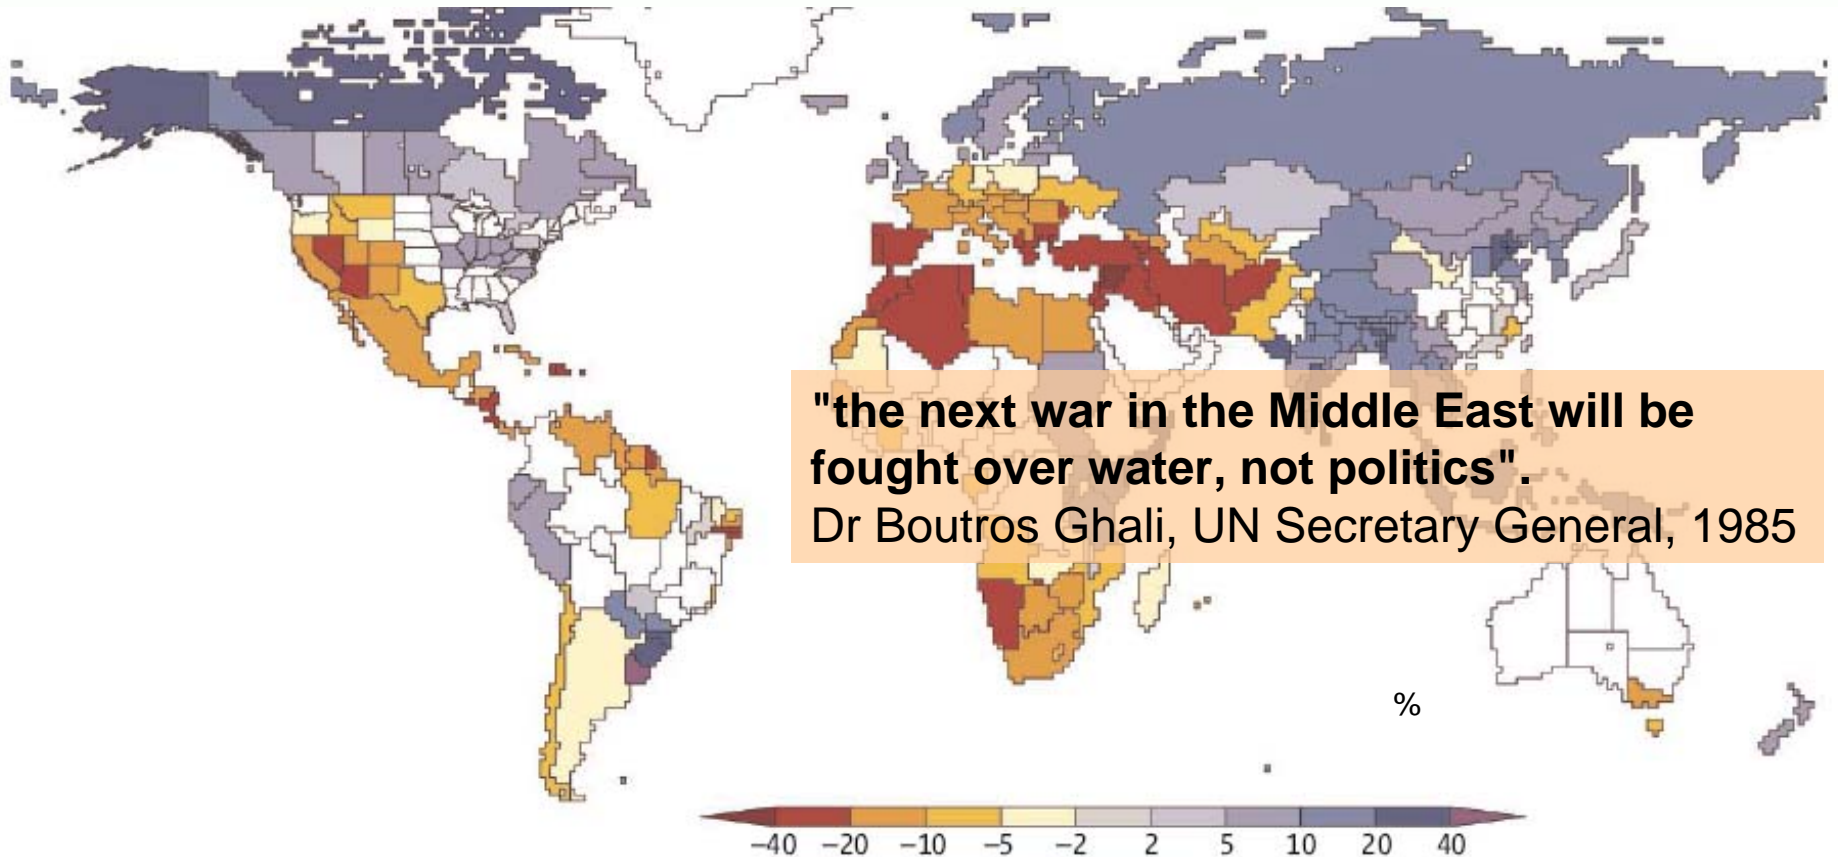 "the next war in the Middle East will be
fought over water, not politics".
Dr Boutros Ghali, UN Secretary General, 1985
%
−40 −20 −10 −5 −2 2 5 10 20 40